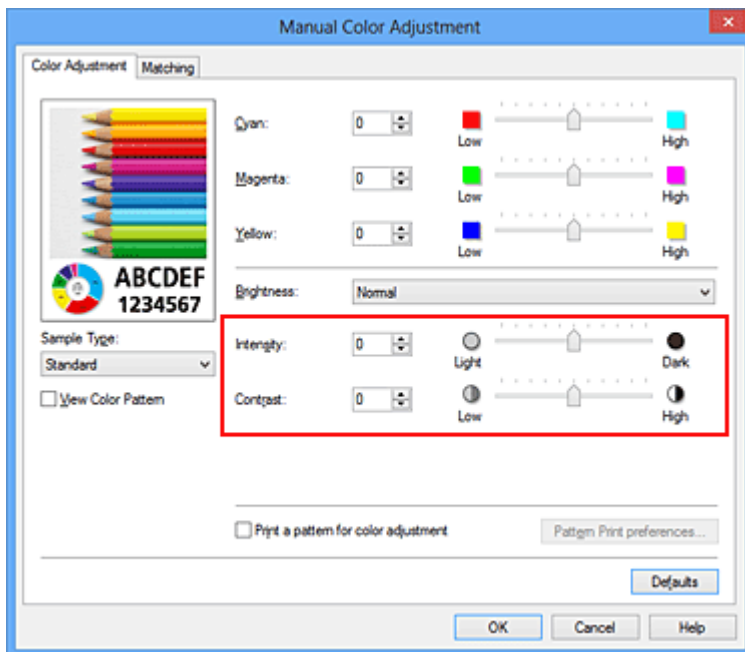 Manual Color Adjustment
Color Adjustment Matching
Cyan: 0 Low High
Magenta: 0 Low High
Yellow: 0 Low High
ABCDEF
1234567
Brightness: Normal
Sample Type:
Standard
View Color Pattern
Intensity: 0 Light Dark
Contrast: 0 Low High
Print a pattern for color adjustment Pattern Print preferences...
Defaults
OK Cancel Help